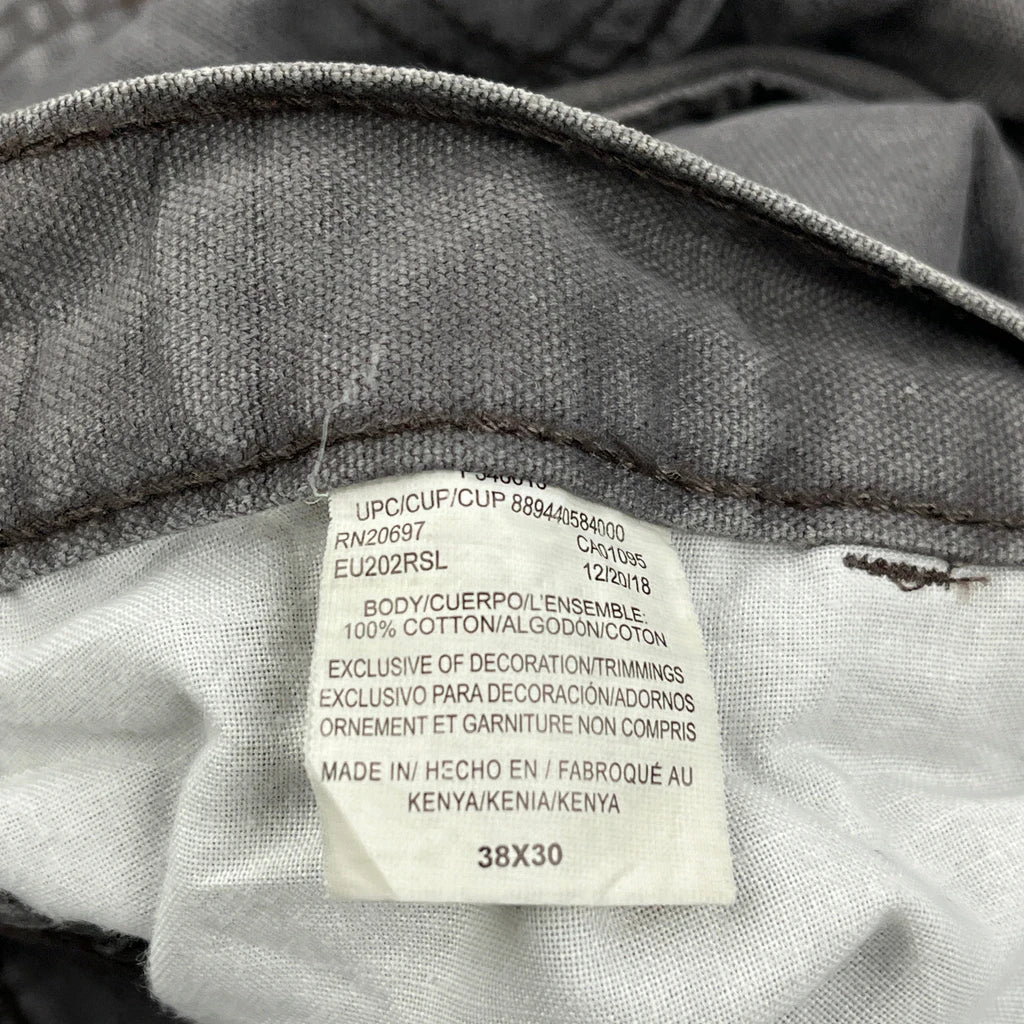 UPC/CUP/CUP 889440584000
RN20697 CA01095
EU202RSL 12/20/18
BODY/CUERPO/L'ENSEMBLE:
100% COTTON/ALGODÓN/COTON
EXCLUSIVE OF DECORATION/TRIMMINGS
EXCLUSIVO PARA DECORACIÓN/ADORNOS
ORNEMENT ET GARNITURE NON COMPRIS
MADE IN/ HECHO EN / FABROQUÉ AU
KENYA/KENIA/KENYA
38X30